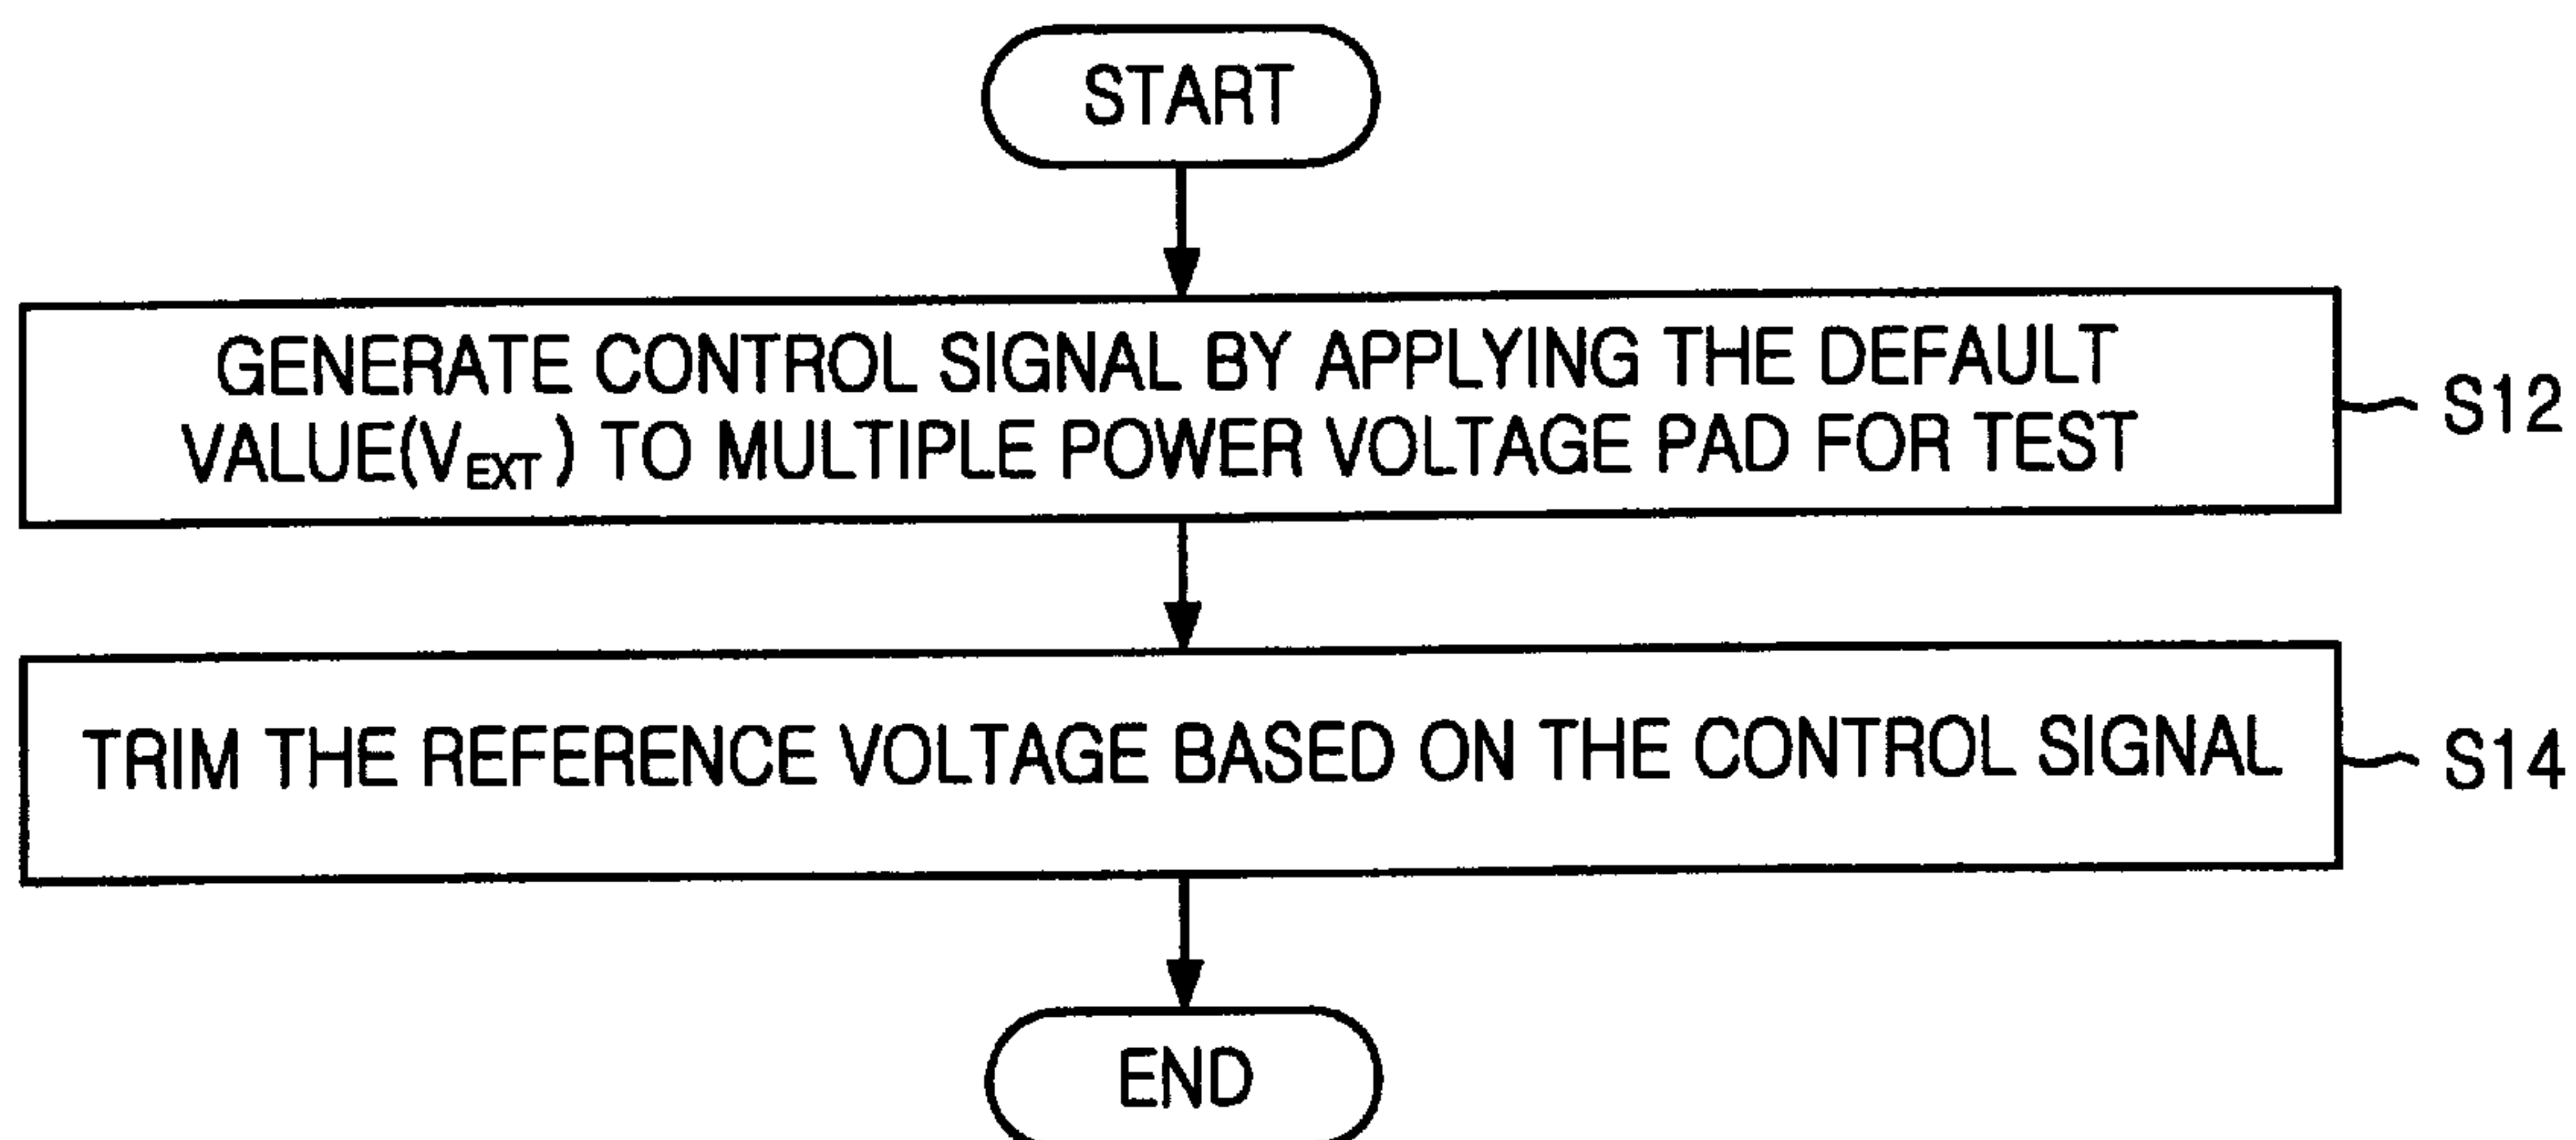 START
GENERATE CONTROL SIGNAL BY APPLYING THE DEFAULT
VALUE(VEXT) TO MULTIPLE POWER VOLTAGE PAD FOR TEST
S12
TRIM THE REFERENCE VOLTAGE BASED ON THE CONTROL SIGNAL
S14
END